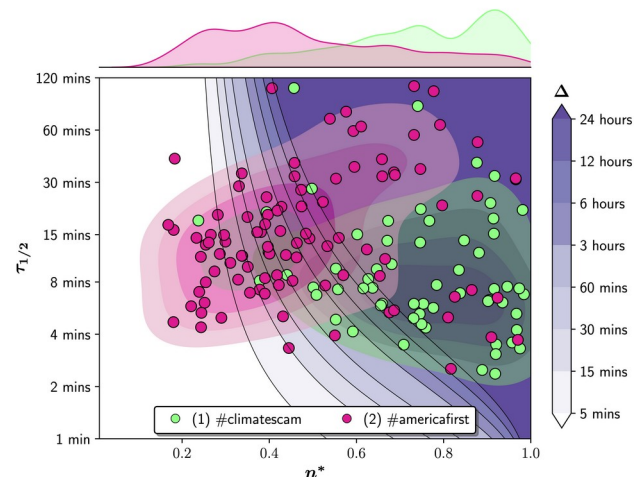 120 mins
60 mins
30 mins
15 mins
8 mins
4 mins
2 mins
1 min
τ1/2
0.2
0.4
0.6
0.8
1.0
n*
(1) #climatescam
(2) #americafirst
Δ
24 hours
12 hours
6 hours
3 hours
60 mins
30 mins
15 mins
5 mins